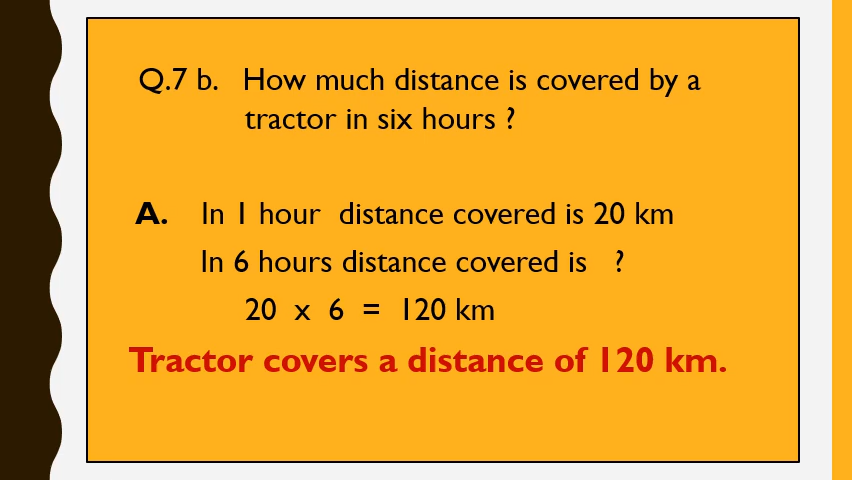 Q.7 b. How much distance is covered by a
tractor in six hours ?
A. In 1 hour distance covered is 20 km
In 6 hours distance covered is ?
20 x 6 = 120 km
Tractor covers a distance of 120 km.